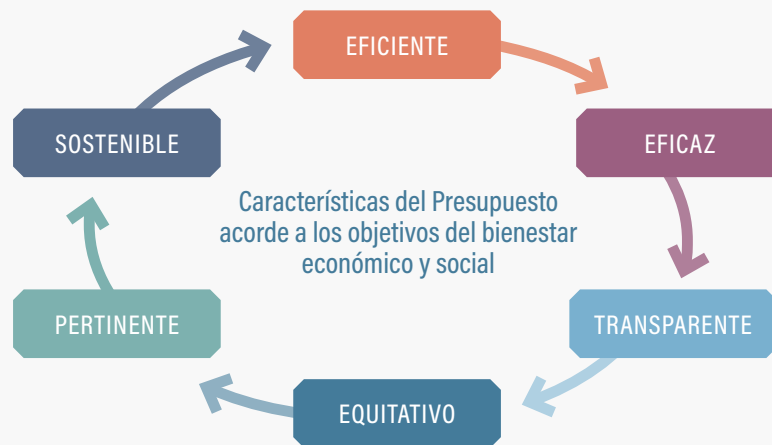 EFICIENTE
EFICAZ
TRANSPARENTE
EQUITATIVO
PERTINENTE
SOSTENIBLE
Características del Presupuesto
acorde a los objetivos del bienestar
económico y social